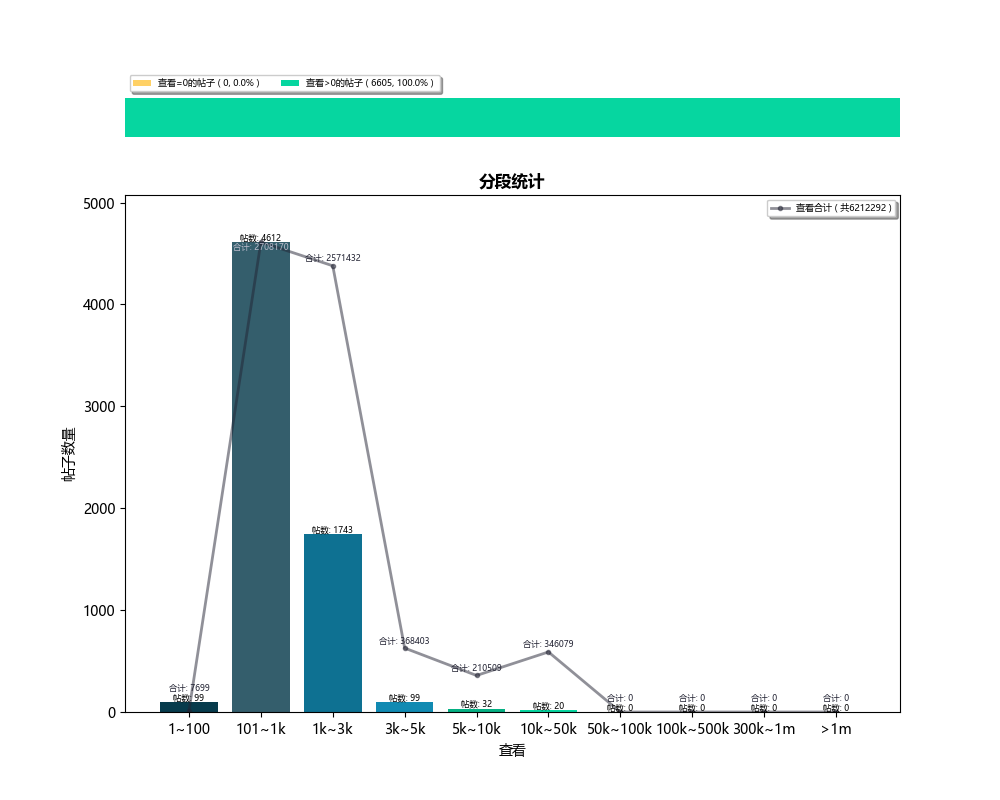 查看=0的帖子 ( 0, 0.0% ) 查看>0的帖子 ( 6605, 100.0% )
分段统计
查看合计 ( 共6212292 )
5000
4000
3000
2000
1000
0
帖子数量
帖数: 4612
合计: 2708170
合计: 2571432
帖数: 1743
合计: 368403
合计: 346079
合计: 210509
合计: 7699
帖数: 99
帖数: 99
帖数: 32
帖数: 20
合计: 0 合计: 0 合计: 0 合计: 0
帖数: 0 帖数: 0 帖数: 0 帖数: 0
1~100 101~1k 1k~3k 3k~5k 5k~10k 10k~50k 50k~100k 100k~500k 300k~1m >1m
查看